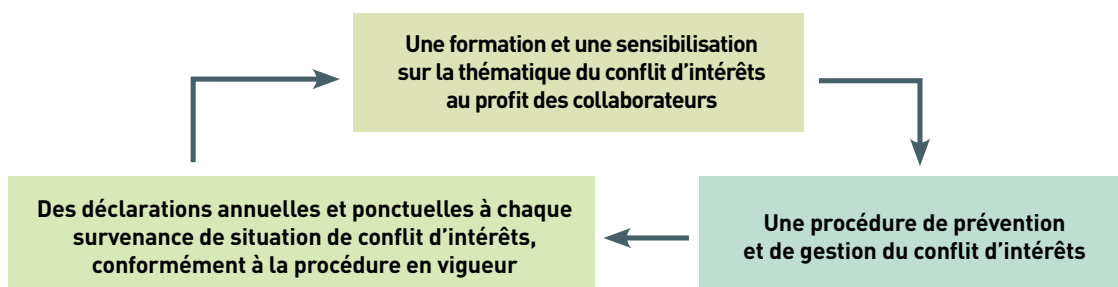 Une formation et une sensibilisation
sur la thématique du conflit d'intérêts
au profit des collaborateurs
Des déclarations annuelles et ponctuelles à chaque
survenance de situation de conflit d'intérêts,
conformément à la procédure en vigueur
Une procédure de prévention
et de gestion du conflit d'intérêts